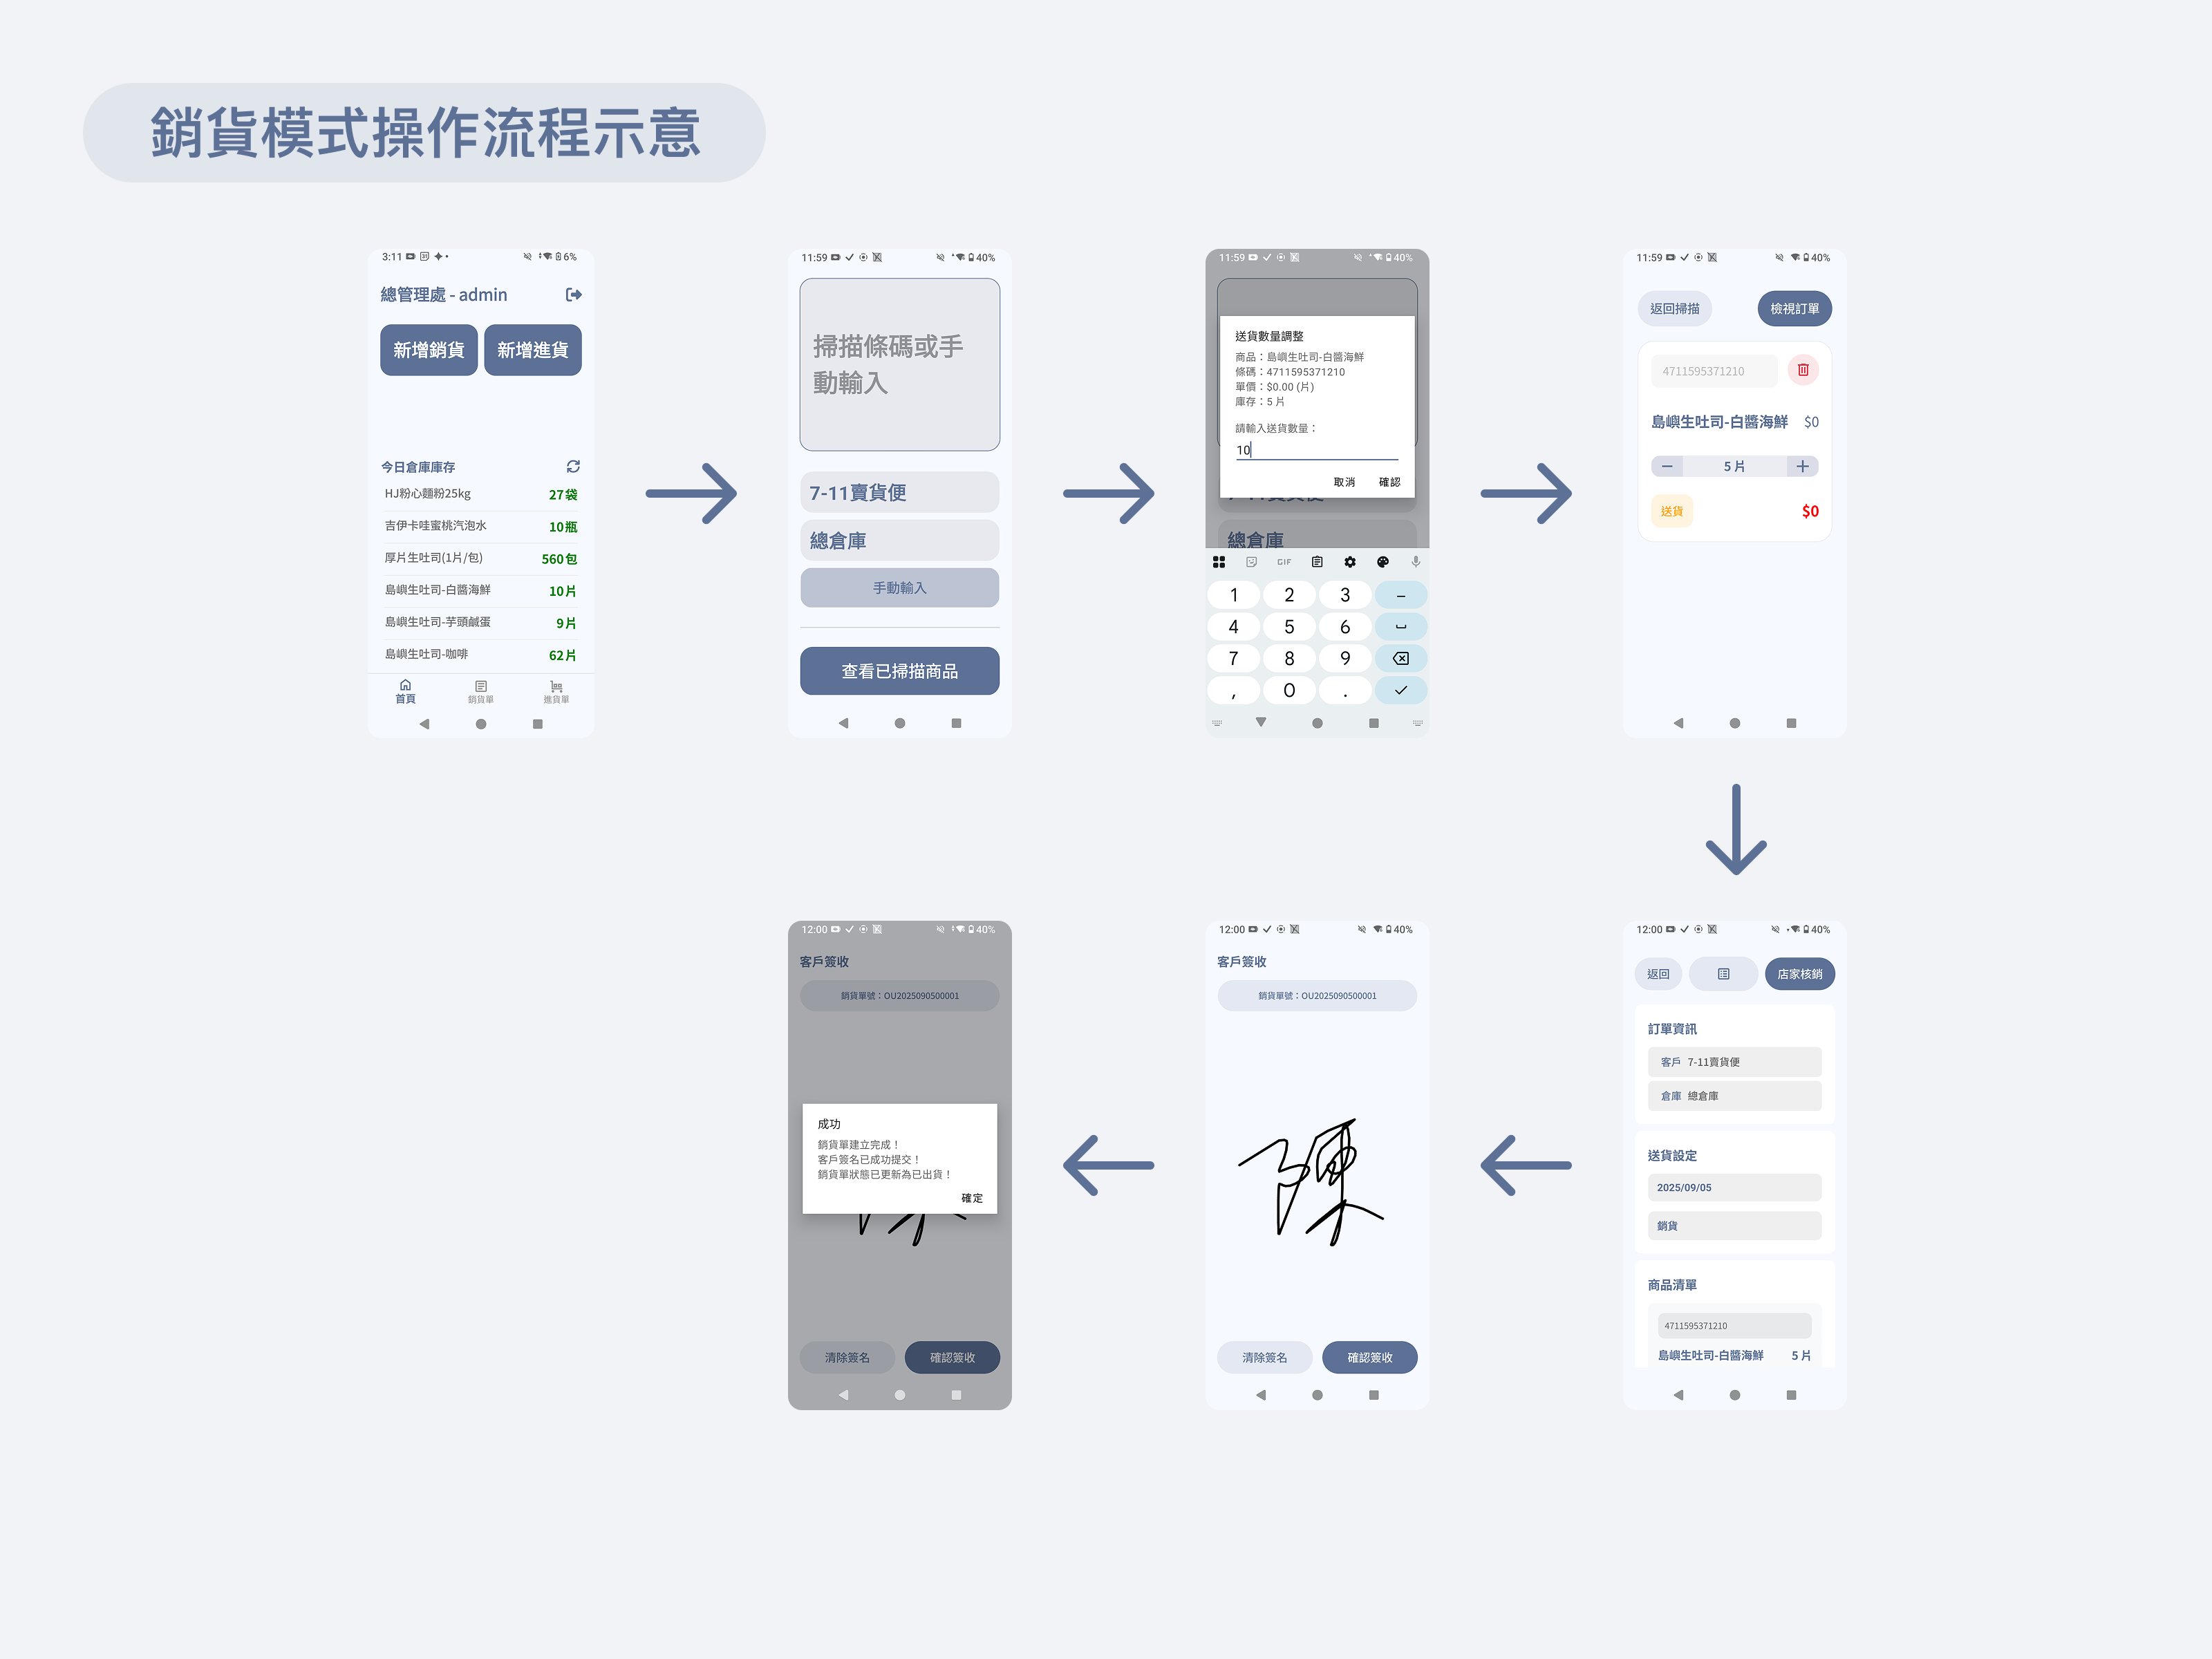 銷貨模式操作流程示意
3:11
6%
總管理處 - admin
新增銷貨
新增進貨
今日倉庫庫存
HJ粉心麵粉25kg
27 袋
吉伊卡哇蜜桃汽泡水
10 瓶
厚片生吐司(1片/包)
560 包
島嶼生吐司-白醬海鮮
10 片
島嶼生吐司-芋頭鹹蛋
9 片
島嶼生吐司-咖啡
62 片
首頁
銷貨單
進貨單
11:59
40%
掃描條碼或手
動輸入
7-11賣貨便
總倉庫
手動輸入
查看已掃描商品
11:59
40%
送貨數量調整
商品：島嶼生吐司-白醬海鮮
條碼：4711595371210
單價：$0.00 (片)
庫存：5 片
請輸入送貨數量：
10
取消
確認
7-11賣貨便
總倉庫
GIF
1
2
3
–
4
5
6
7
8
9
,
0
.
11:59
40%
返回掃描
檢視訂單
4711595371210
島嶼生吐司-白醬海鮮
$0
−
5 片
+
送貨
$0
12:00
40%
客戶簽收
銷貨單號：OU2025090500001
成功
銷貨單建立完成！
客戶簽名已成功提交！
銷貨單狀態已更新為已出貨！
確定
清除簽名
確認簽收
12:00
40%
客戶簽收
銷貨單號：OU2025090500001
陳
清除簽名
確認簽收
12:00
40%
返回
店家核銷
訂單資訊
客戶 7-11賣貨便
倉庫 總倉庫
送貨設定
2025/09/05
銷貨
商品清單
4711595371210
島嶼生吐司-白醬海鮮
5 片